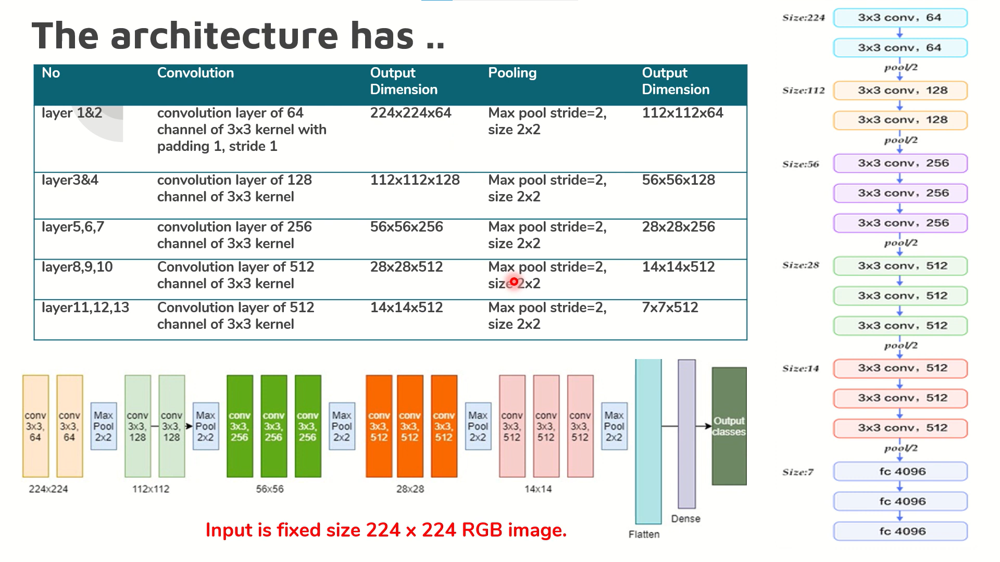 The architecture has ..
No
Convolution
Output
Dimension
Pooling
Output
Dimension
layer 1&2
convolution layer of 64
channel of 3x3 kernel with
padding 1, stride 1
224x224x64
Max pool stride=2,
size 2x2
112x112x64
layer3&4
convolution layer of 128
channel of 3x3 kernel
112x112x128
Max pool stride=2,
size 2x2
56x56x128
layer5,6,7
convolution layer of 256
channel of 3x3 kernel
56x56x256
Max pool stride=2,
size 2x2
28x28x256
layer8,9,10
Convolution layer of 512
channel of 3x3 kernel
28x28x512
Max pool stride=2,
size 2x2
14x14x512
layer11,12,13
Convolution layer of 512
channel of 3x3 kernel
14x14x512
Max pool stride=2,
size 2x2
7x7x512
conv
3x3,
64
conv
3x3,
64
Max
Pool
2x2
conv
3x3,
128
conv
3x3,
128
Max
Pool
2x2
conv
3x3,
256
conv
3x3,
256
conv
3x3,
256
Max
Pool
2x2
conv
3x3,
512
conv
3x3,
512
conv
3x3,
512
Max
Pool
2x2
conv
3x3,
512
conv
3x3,
512
conv
3x3,
512
Max
Pool
2x2
Output
classes
224x224
112x112
56x56
28x28
14x14
Flatten
Dense
Input is fixed size 224 x 224 RGB image.
Size:224
3x3 conv, 64
3x3 conv, 64
pool/2
Size:112
3x3 conv, 128
3x3 conv, 128
pool/2
Size:56
3x3 conv, 256
3x3 conv, 256
3x3 conv, 256
pool/2
Size:28
3x3 conv, 512
3x3 conv, 512
3x3 conv, 512
pool/2
Size:14
3x3 conv, 512
3x3 conv, 512
3x3 conv, 512
pool/2
Size:7
fc 4096
fc 4096
fc 4096